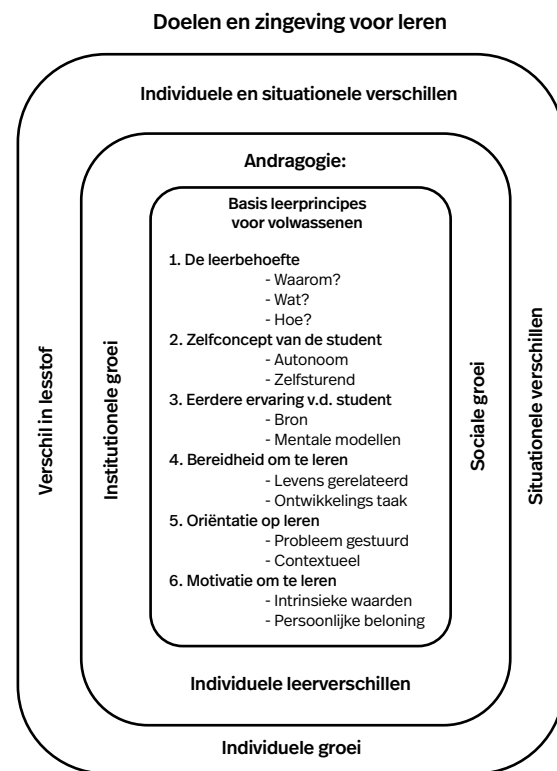 Doelen en zingeving voor leren
Individuele en situationele verschillen
Andragogie:
Basis leerprincipes
voor volwassenen
1. De leerbehoefte
- Waarom?
- Wat?
- Hoe?
2. Zelfconcept van de student
- Autonoom
- Zelfsturend
3. Eerdere ervaring v.d. student
- Bron
- Mentale modellen
4. Bereidheid om te leren
- Levens gerelateerd
- Ontwikkelings taak
5. Oriëntatie op leren
- Probleem gestuurd
- Contextueel
6. Motivatie om te leren
- Intrinsieke waarden
- Persoonlijke beloning
Verschil in lesstof
Institutionele groei
Sociale groei
Situationele verschillen
Individuele leerverschillen
Individuele groei